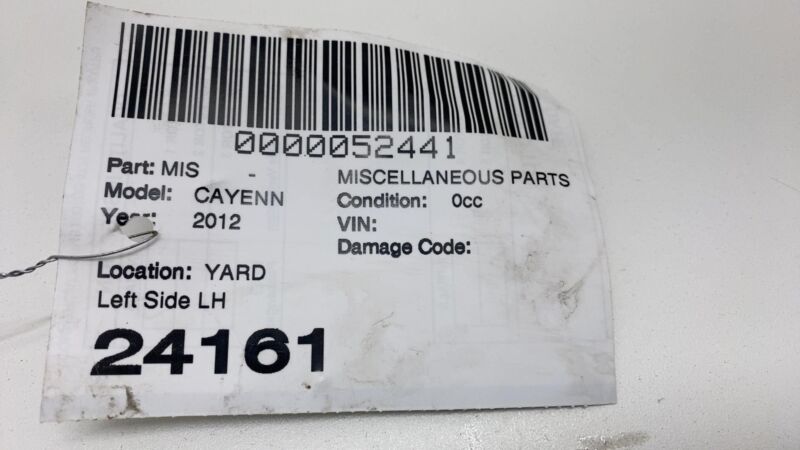 0000052441
Part: MIS - MISCELLANEOUS PARTS
Model: CAYENN Condition: 0cc
Year: 2012 VIN:
Damage Code:
Location: YARD
Left Side LH
24161